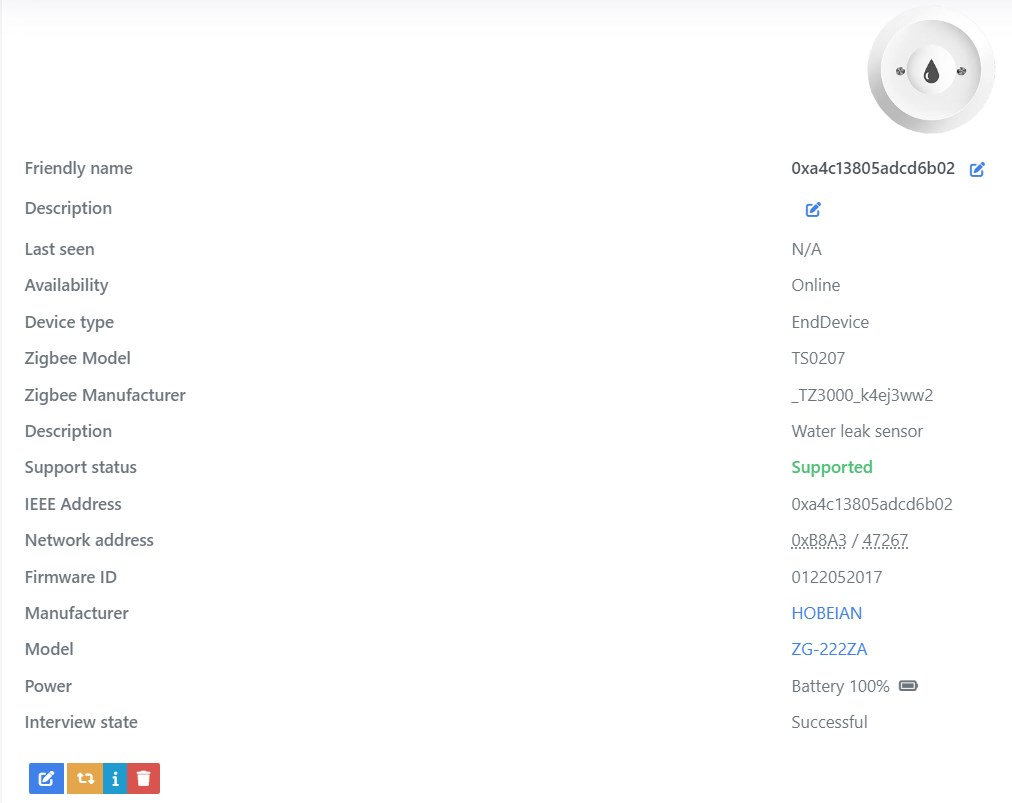 Friendly name 0xa4c13805adcd6b02
Description
Last seen N/A
Availability Online
Device type EndDevice
Zigbee Model TS0207
Zigbee Manufacturer _TZ3000_k4ej3ww2
Description Water leak sensor
Support status Supported
IEEE Address 0xa4c13805adcd6b02
Network address 0xB8A3 / 47267
Firmware ID 0122052017
Manufacturer HOBEIAN
Model ZG-222ZA
Power Battery 100%
Interview state Successful